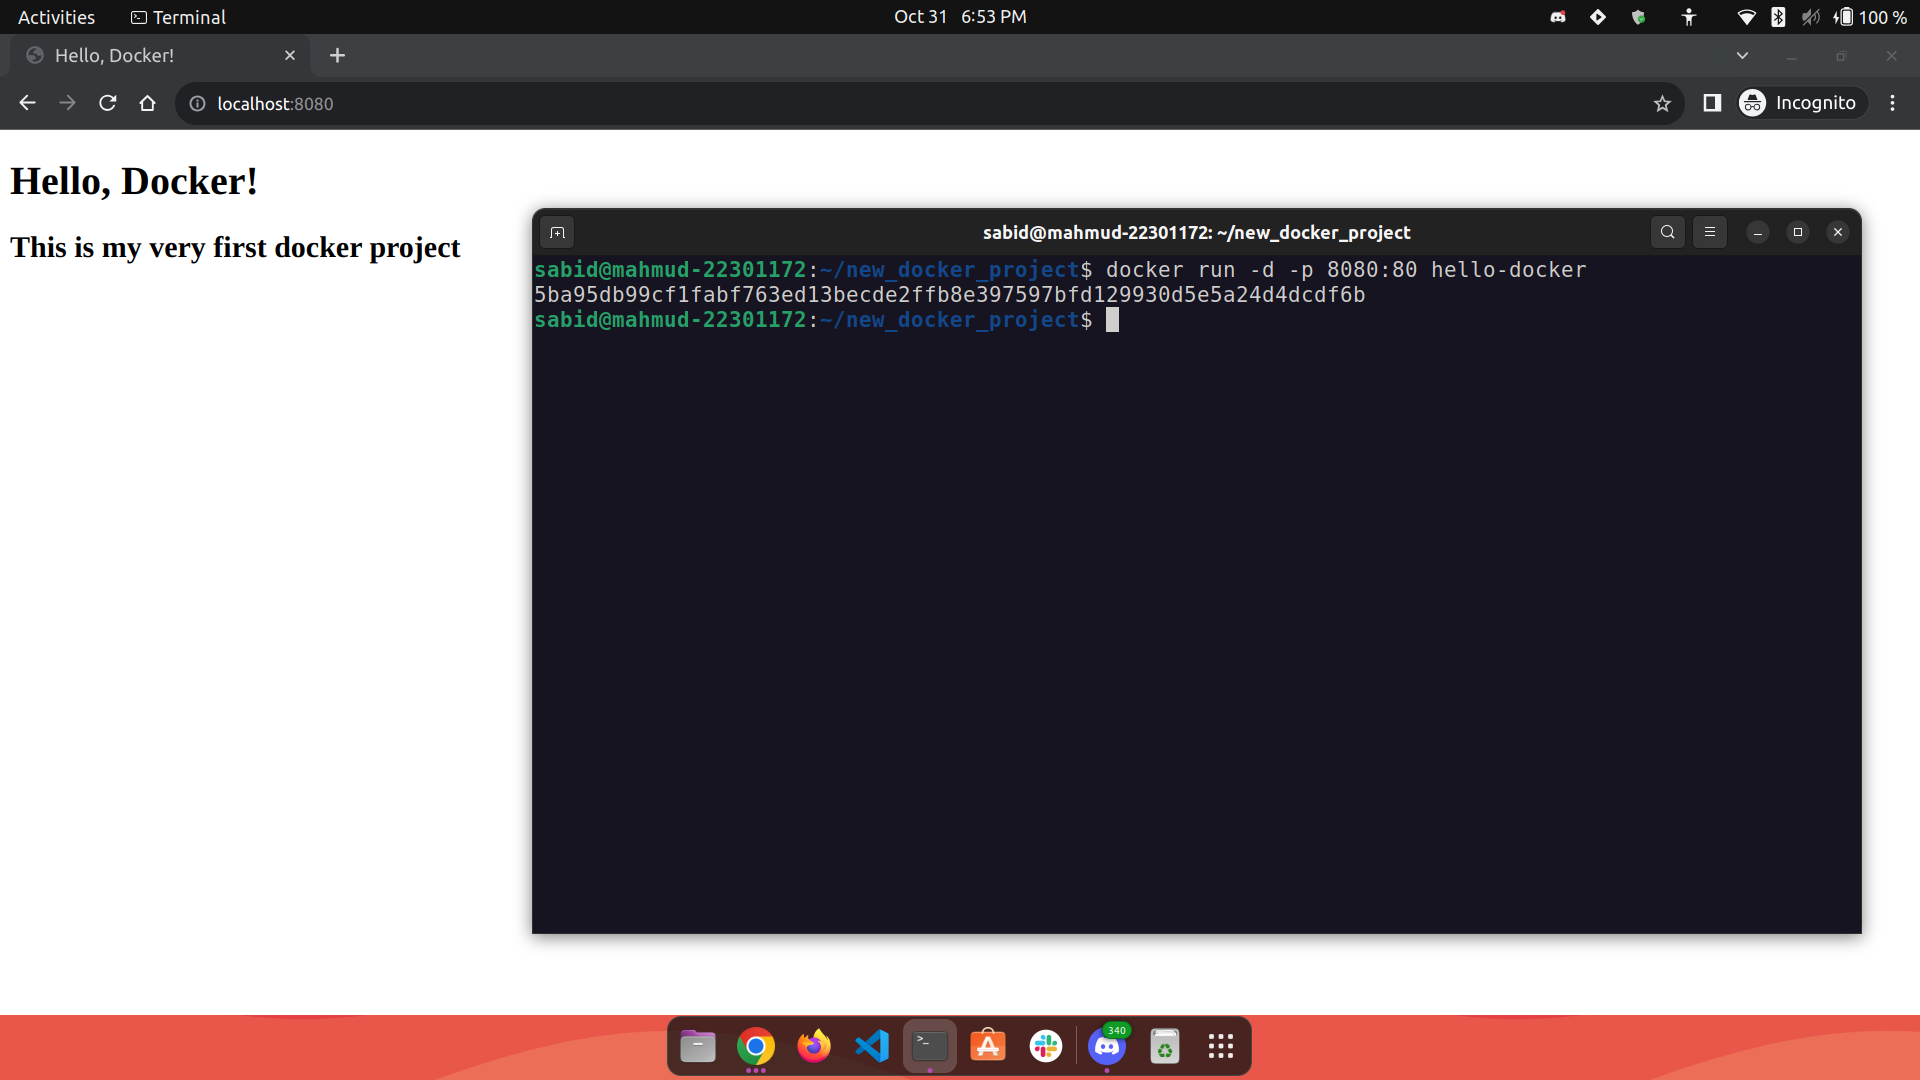 Activities Terminal Oct 31 6:53 PM 100 %
Hello, Docker!
localhost:8080 Incognito
Hello, Docker!
This is my very first docker project
sabid@mahmud-22301172: ~/new_docker_project
sabid@mahmud-22301172:~/new_docker_project$ docker run -d -p 8080:80 hello-docker
5ba95db99cf1fabf763ed13becde2ffb8e397597bfd129930d5e5a24d4dcdf6b
sabid@mahmud-22301172:~/new_docker_project$
340